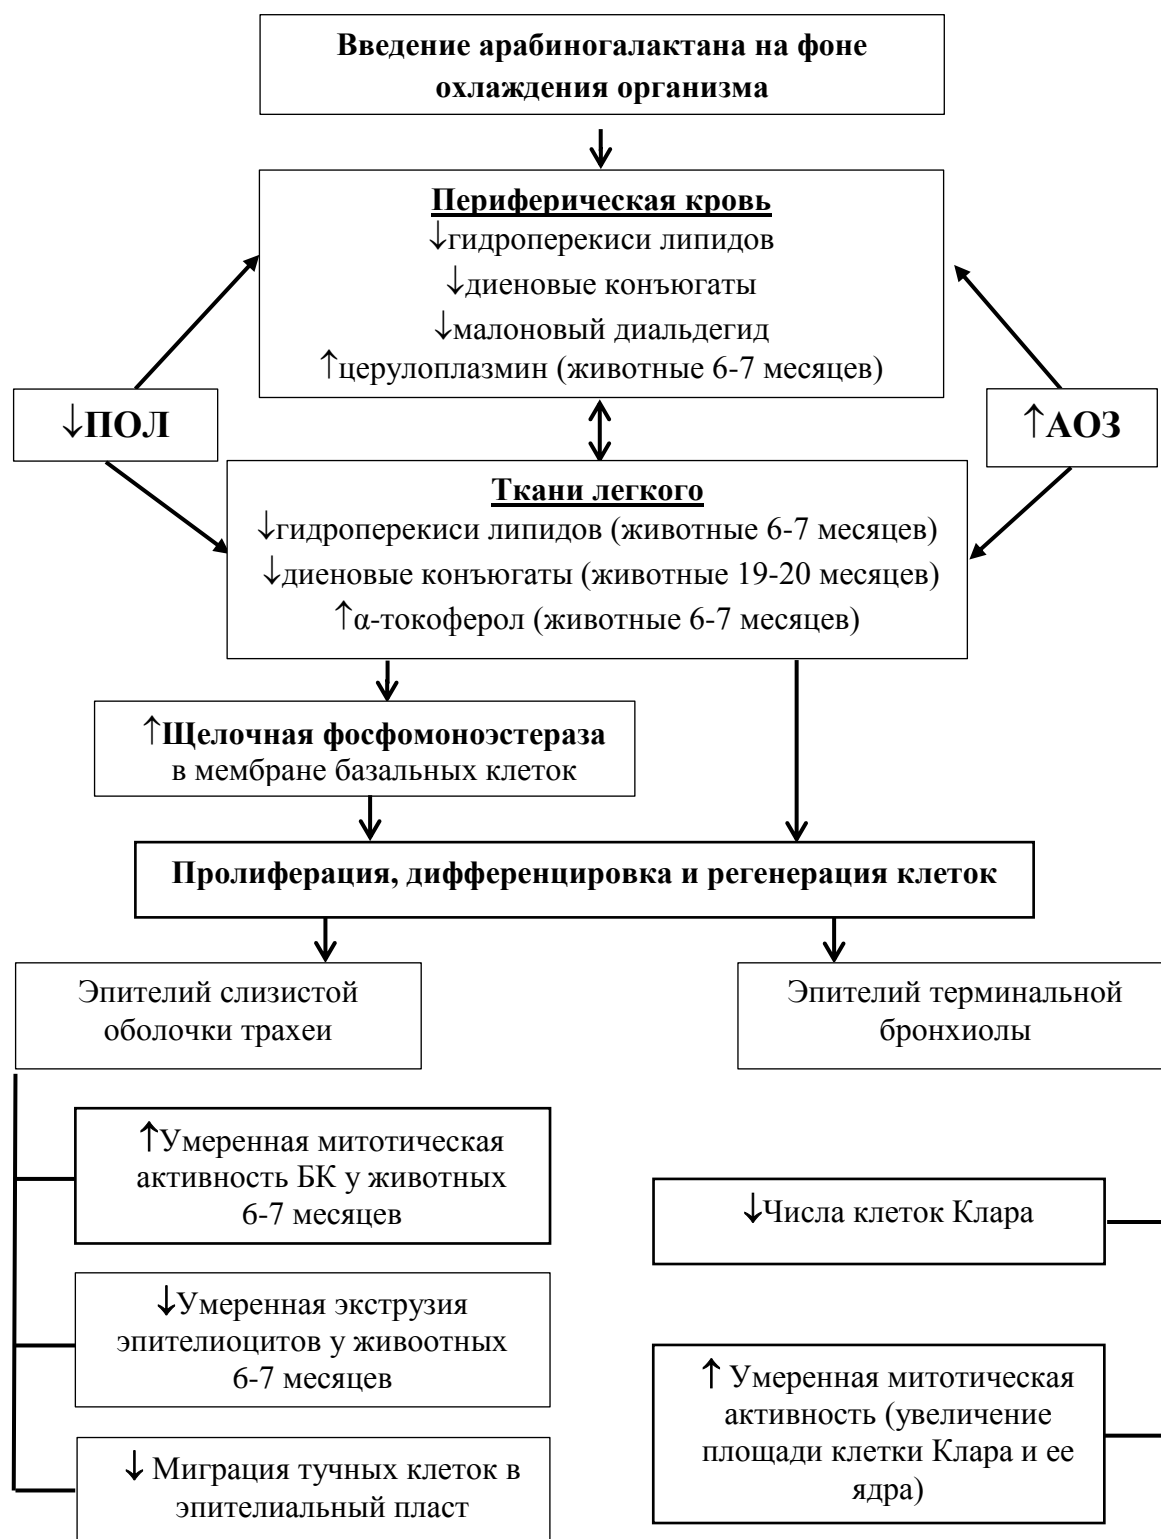 Введение арабиногалактана на фоне
охлаждения организма
Периферическая кровь
↓гидроперекиси липидов
↓диеновые конъюгаты
↓малоновый диальдегид
↑церулоплазмин (животные 6-7 месяцев)
↓ПОЛ
↑АОЗ
Ткани легкого
↓гидроперекиси липидов (животные 6-7 месяцев)
↓диеновые конъюгаты (животные 19-20 месяцев)
↑α-токоферол (животные 6-7 месяцев)
↑Щелочная фосфомоноэстераза
в мембране базальных клеток
Пролиферация, дифференцировка и регенерация клеток
Эпителий слизистой
оболочки трахеи
Эпителий терминальной
бронхиолы
↑Умеренная митотическая
активность БК у животных
6-7 месяцев
↓Умеренная экструзия
эпителиоцитов у живоотных
6-7 месяцев
↓ Миграция тучных клеток в
эпителиальный пласт
↓Числа клеток Клара
↑ Умеренная митотическая
активность (увеличение
площади клетки Клара и ее
ядра)